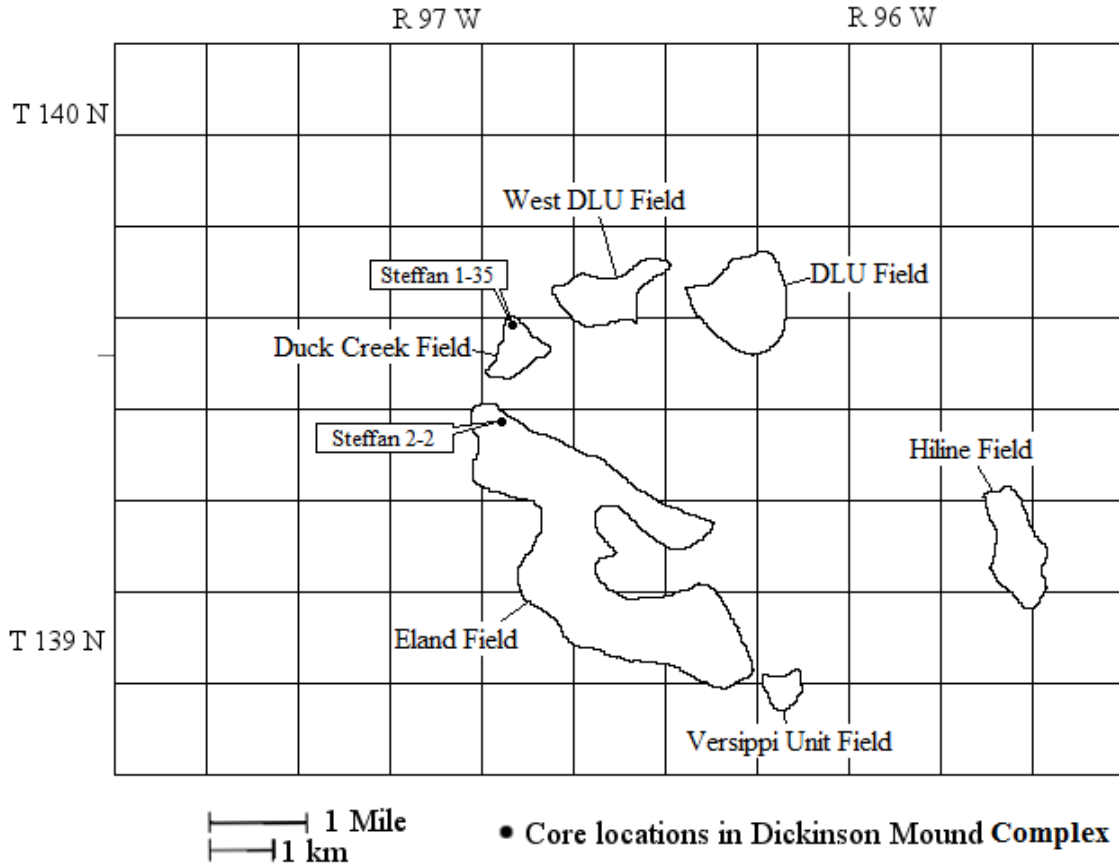 R 97 W
R 96 W
T 140 N
West DLU Field
Steffan 1-35
DLU Field
Duck Creek Field
Steffan 2-2
Hiline Field
Eland Field
T 139 N
Versippi Unit Field
1 Mile
1 km
Core locations in Dickinson Mound Complex